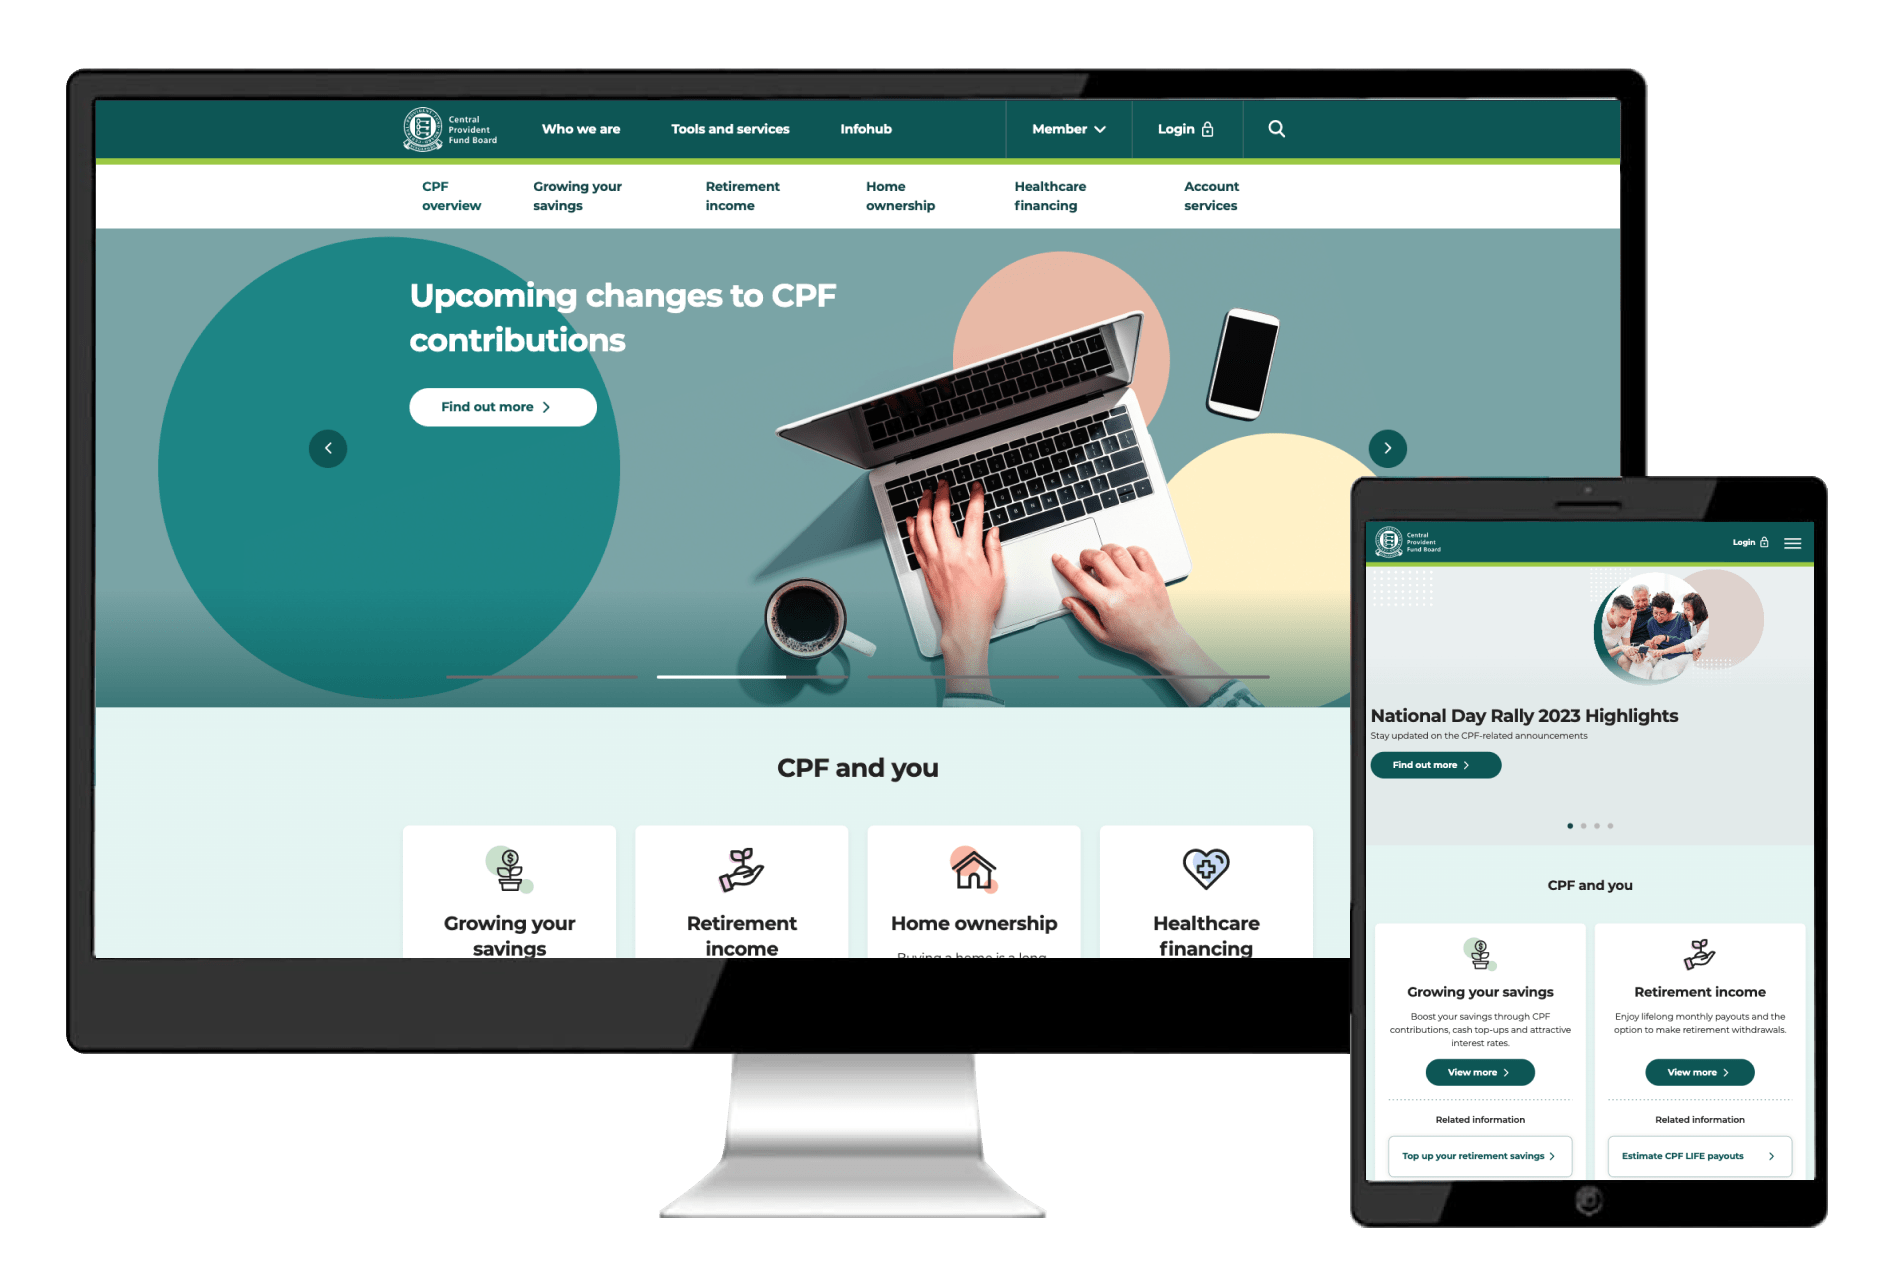 Central
Provident
Fund Board
Who we are
Tools and services
Infohub
Member
Login
CPF
overview
Growing your
savings
Retirement
income
Home
ownership
Healthcare
financing
Account
services
Upcoming changes to CPF
contributions
Find out more
CPF and you
Growing your
savings
Retirement
income
Home ownership
Buying a home is a long
Healthcare
financing
Central
Provident
Fund Board
Login
National Day Rally 2023 Highlights
Stay updated on the CPF-related announcements
Find out more
CPF and you
Growing your savings
Boost your savings through CPF
contributions, cash top-ups and attractive
interest rates.
View more
Related information
Top up your retirement savings
Retirement income
Enjoy lifelong monthly payouts and the
option to make retirement withdrawals.
View more
Related information
Estimate CPF LIFE payouts